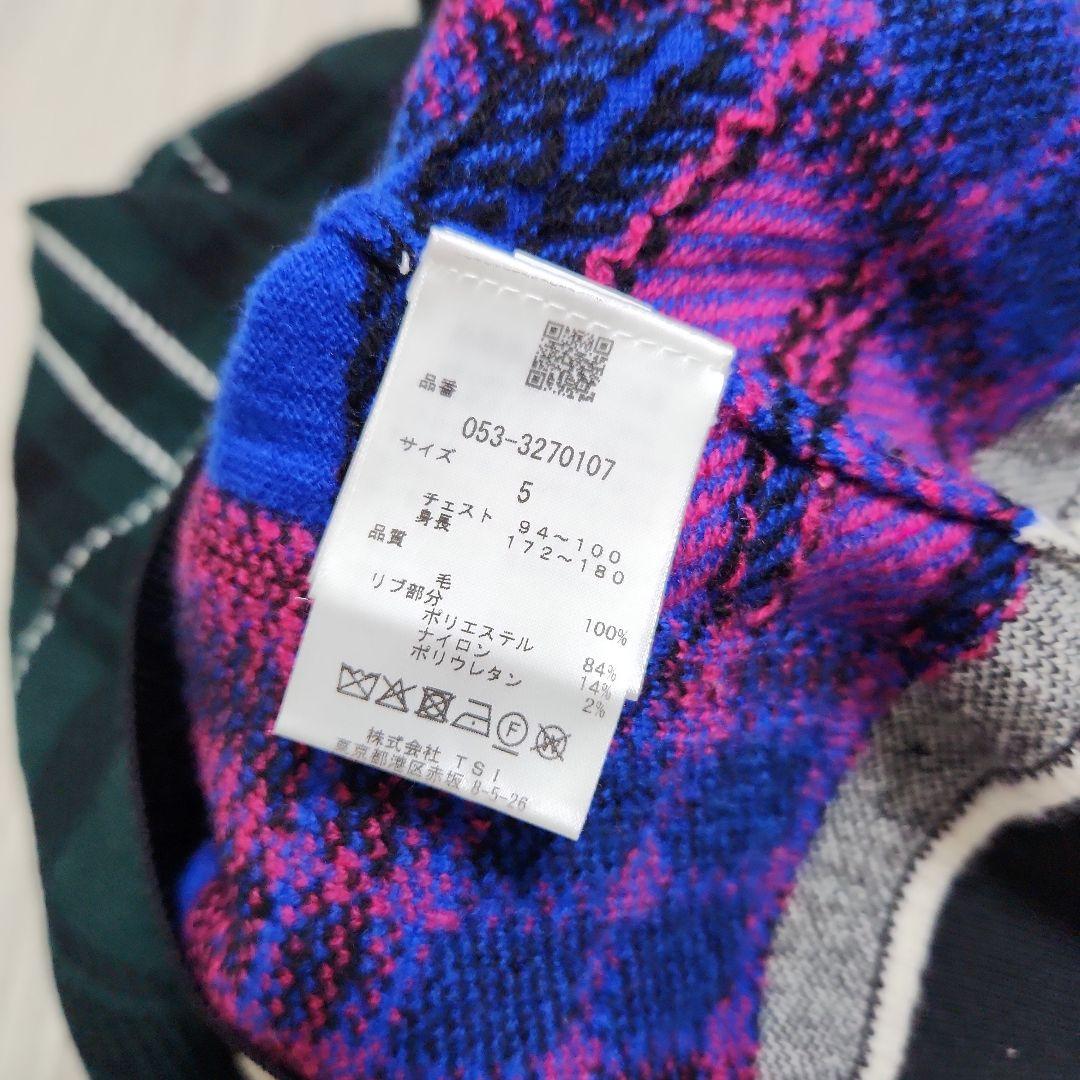 品番
053-3270107
サイズ
5
チェスト 94～100
身長 172～180
品質
毛 100%
リブ部分
ポリエステル 84%
ナイロン 14%
ポリウレタン 2%
F
W
株式会社 TSI
東京都港区赤坂 8-5-26